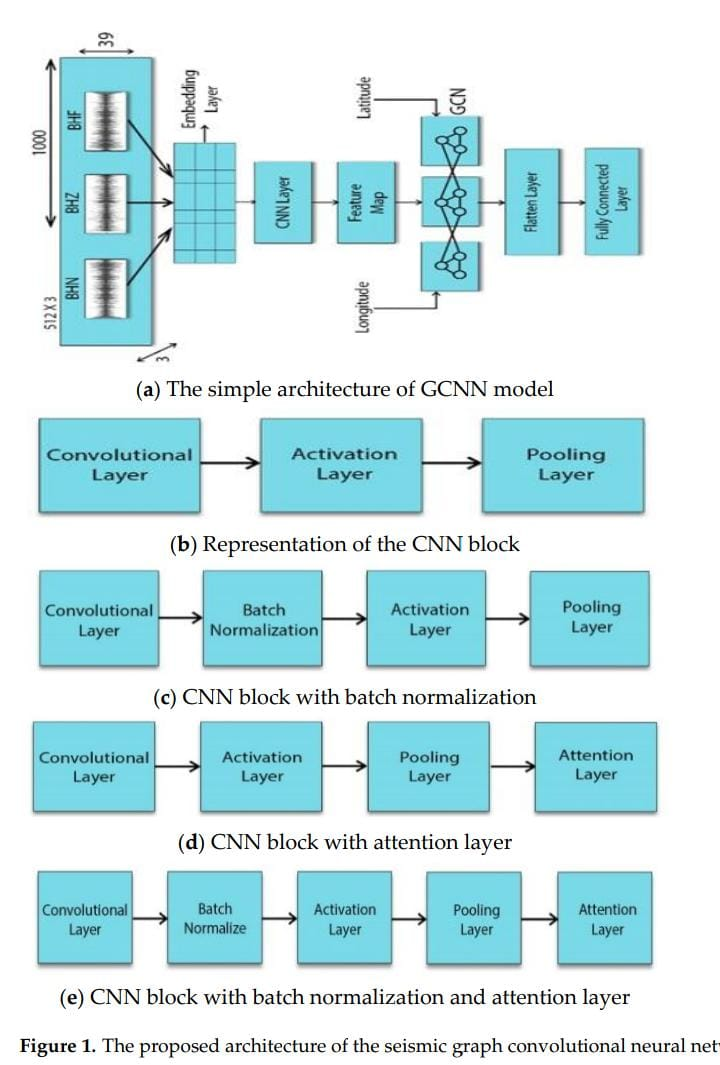 39
1000
BHF
BHZ
BHN
512 X 3
3
Embedding
Layer
CNN Layer
Feature
Map
Latitude
Longitude
GCN
Flatten Layer
Fully Connected
Layer
(a) The simple architecture of GCNN model
Convolutional
Layer
Activation
Layer
Pooling
Layer
(b) Representation of the CNN block
Convolutional
Layer
Batch
Normalization
Activation
Layer
Pooling
Layer
(c) CNN block with batch normalization
Convolutional
Layer
Activation
Layer
Pooling
Layer
Attention
Layer
(d) CNN block with attention layer
Convolutional
Layer
Batch
Normalize
Activation
Layer
Pooling
Layer
Attention
Layer
(e) CNN block with batch normalization and attention layer
Figure 1. The proposed architecture of the seismic graph convolutional neural net